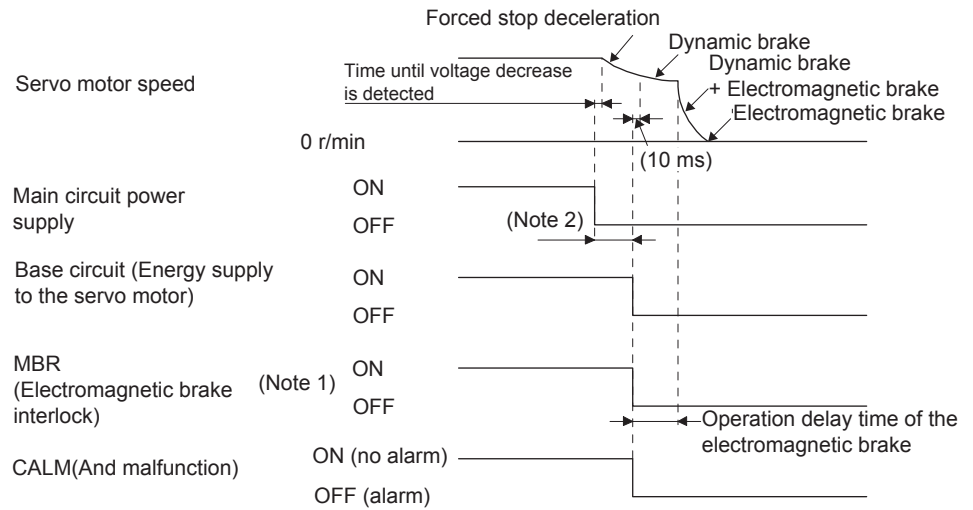 Forced stop deceleration
Dynamic brake
Dynamic brake
+ Electromagnetic brake
Electromagnetic brake
Servo motor speed
Time until voltage decrease
is detected
0 r/min
(10 ms)
Main circuit power
supply
ON
OFF
(Note 2)
Base circuit (Energy supply
to the servo motor)
ON
OFF
MBR
(Electromagnetic brake
interlock)
(Note 1)
ON
OFF
Operation delay time of the
electromagnetic brake
CALM(And malfunction)
ON (no alarm)
OFF (alarm)